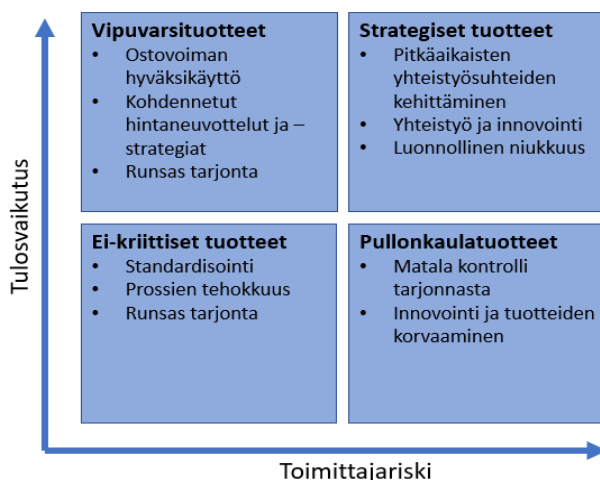 Vipuvarsituotteet
• Ostovoiman
hyväksikäyttö
• Kohdennetut
hintaneuvottelut ja –
strategiat
• Runsas tarjonta
Strategiset tuotteet
• Pitkäaikaisten
yhteistyösuhteiden
kehittäminen
• Yhteistyö ja innovointi
• Luonnollinen niukkuus
Ei-kriittiset tuotteet
• Standardisointi
• Prossien tehokkuus
• Runsas tarjonta
Pullonkaulatuotteet
• Matala kontrolli
tarjonnasta
• Innovointi ja tuotteiden
korvaaminen
Tulosvaikutus
Toimittajariski